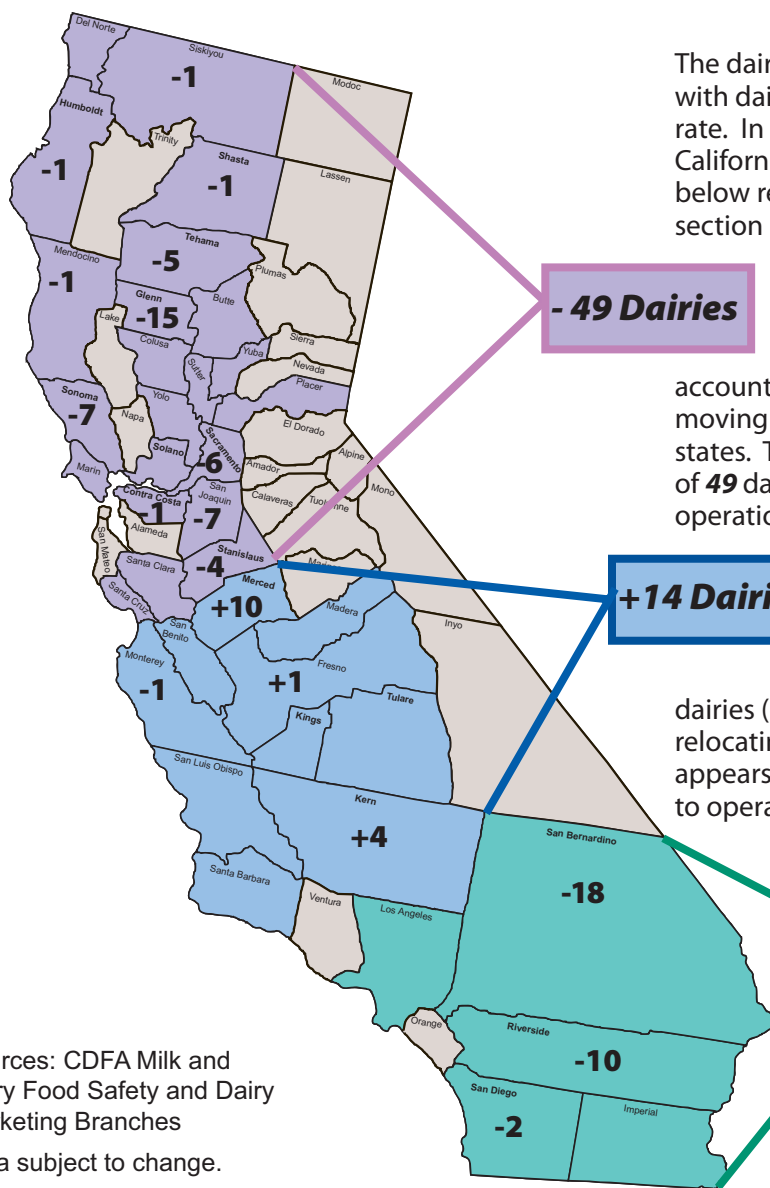 Del Norte
Siskiyou
-1
Modoc
Humboldt
-1
Trinity
Shasta
-1
Lassen
Tehama
-5
Plumas
Mendocino
-1
Glenn
-15
Butte
Lake
Colusa
Sutter
Yuba
Sierra
Nevada
Placer
Sonoma
-7
Napa
Yolo
El Dorado
Solano
Sacramento
-6
Marin
Amador
Alpine
Contra Costa
-1
San
Joaquin
-7
Calaveras
Mono
San Mateo
Alameda
Santa Clara
Stanislaus
-4
Santa Cruz
Merced
+10
Madera
San
Benito
Monterey
-1
Fresno
+1
Inyo
Kings
Tulare
San Luis Obispo
Kern
+4
Santa Barbara
Ventura
Los Angeles
San Bernardino
-18
Orange
Riverside
-10
San Diego
-2
Imperial
The dair
with dai
rate. In
Californ
below re
section
- 49 Dairies
account
moving
states. T
of 49 da
operatio
+14 Dairi
dairies (
relocatin
appears
to opera
rces: CDFA Milk and
ry Food Safety and Dairy
keting Branches
a subject to change.